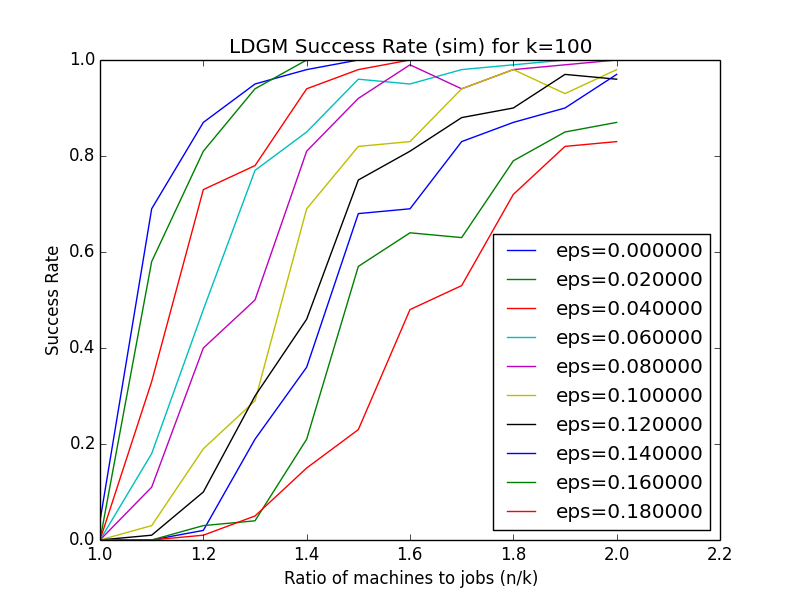 LDGM Success Rate (sim) for k=100
1.0
0.8
0.6
0.4
0.2
0.0
Success Rate
eps=0.000000
eps=0.020000
eps=0.040000
eps=0.060000
eps=0.080000
eps=0.100000
eps=0.120000
eps=0.140000
eps=0.160000
eps=0.180000
1.0 1.2 1.4 1.6 1.8 2.0 2.2
Ratio of machines to jobs (n/k)